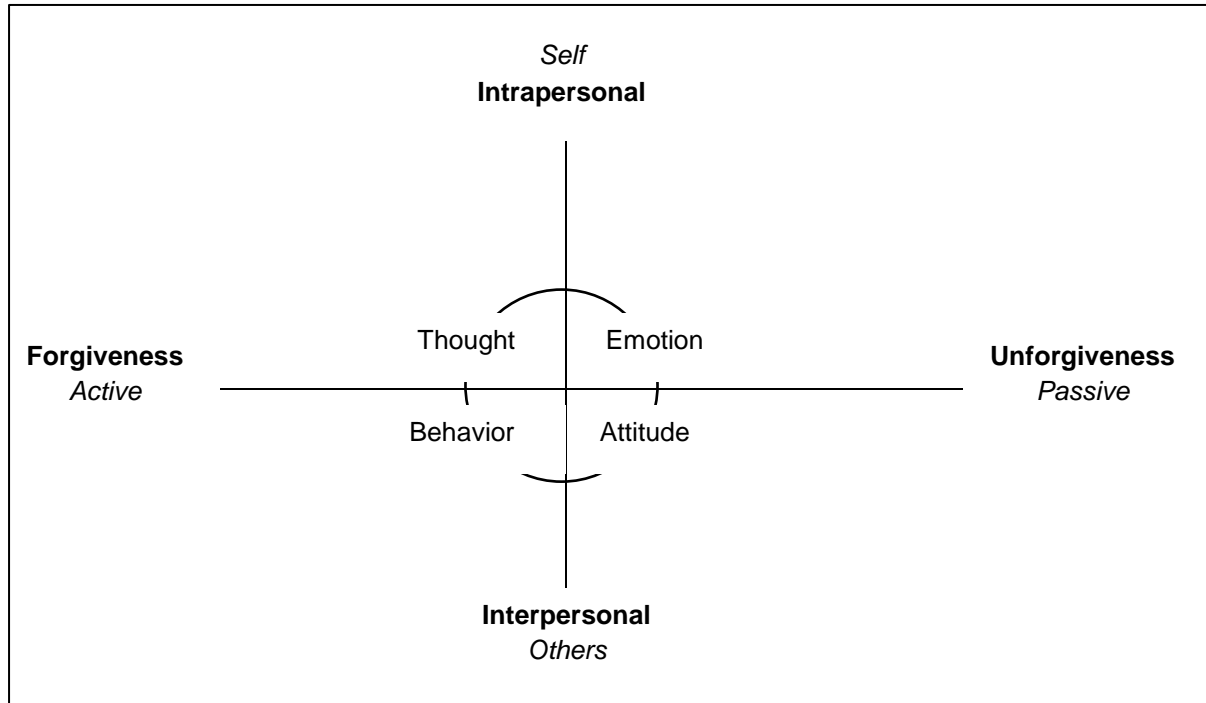 Self
Intrapersonal
Thought Emotion
Forgiveness Unforgiveness
Active Passive
Behavior Attitude
Interpersonal
Others